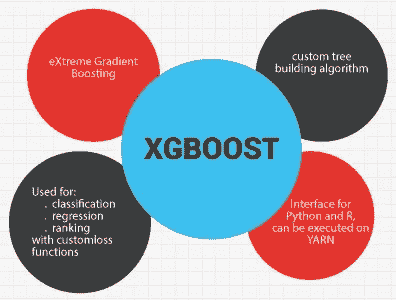 eXtreme Gradient
Boosting
custom tree
building algorithm
XGBOOST
Used for:
. classification
. regression
. ranking
with customloss
functions
Interface for
Python and R,
can be executed on
YARN